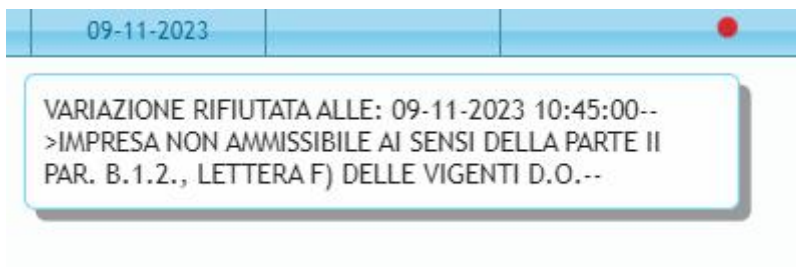 09-11-2023
VARIAZIONE RIFIUTATA ALLE: 09-11-2023 10:45:00--
>IMPRESA NON AMMISSIBILE AI SENSI DELLA PARTE II
PAR. B.1.2., LETTERA F) DELLE VIGENTI D.O.--